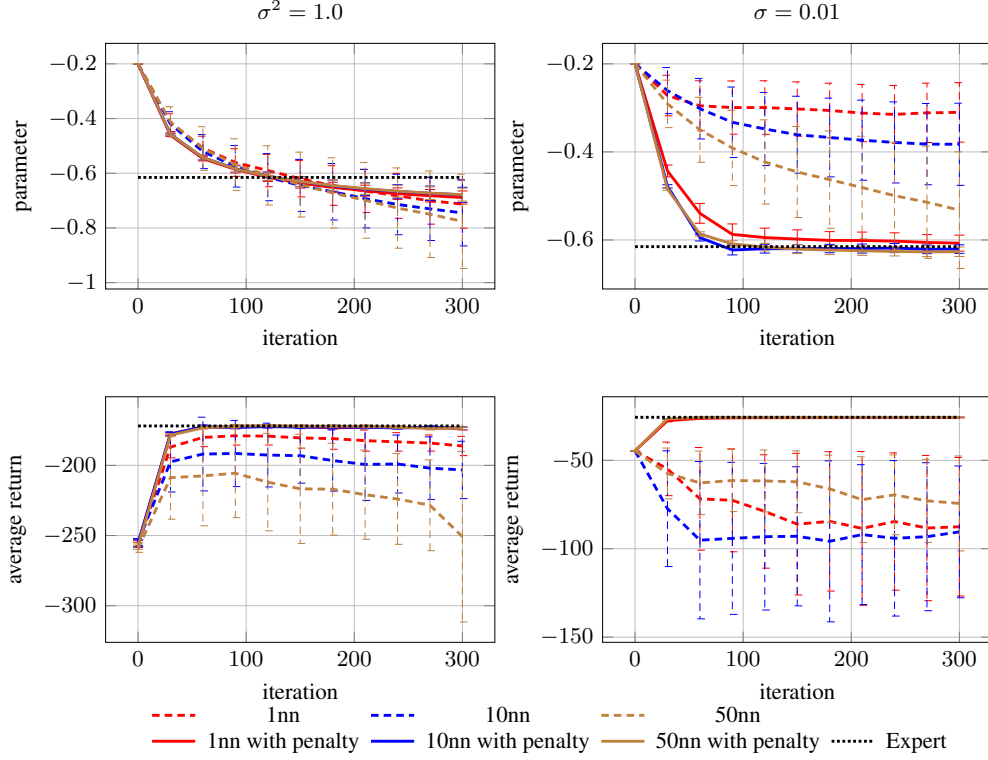 σ² = 1.0
σ = 0.01
−0.2
−0.4
−0.6
−0.8
−1
parameter
0
100
200
300
iteration
−0.2
−0.4
−0.6
parameter
0
100
200
300
iteration
−200
−250
−300
average return
0
100
200
300
iteration
−50
−100
−150
average return
0
100
200
300
iteration
1nn 10nn 50nn
1nn with penalty 10nn with penalty 50nn with penalty Expert